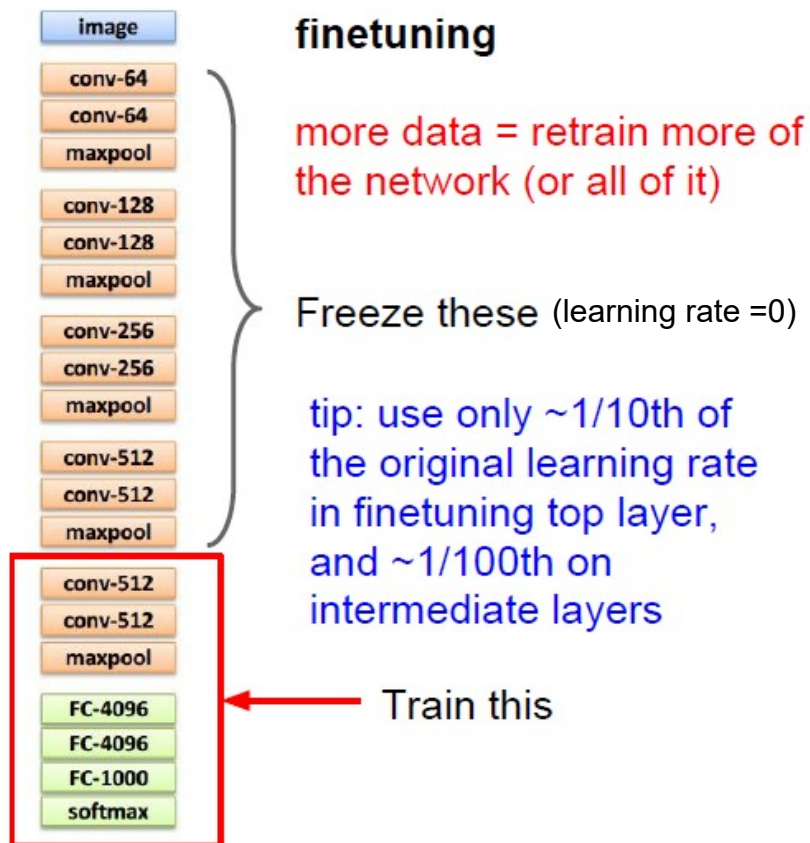 image
conv-64
conv-64
maxpool
conv-128
conv-128
maxpool
conv-256
conv-256
maxpool
conv-512
conv-512
maxpool
conv-512
conv-512
maxpool
FC-4096
FC-4096
FC-1000
softmax
finetuning
more data = retrain more of
the network (or all of it)
Freeze these (learning rate =0)
tip: use only ~1/10th of
the original learning rate
in finetuning top layer,
and ~1/100th on
intermediate layers
Train this